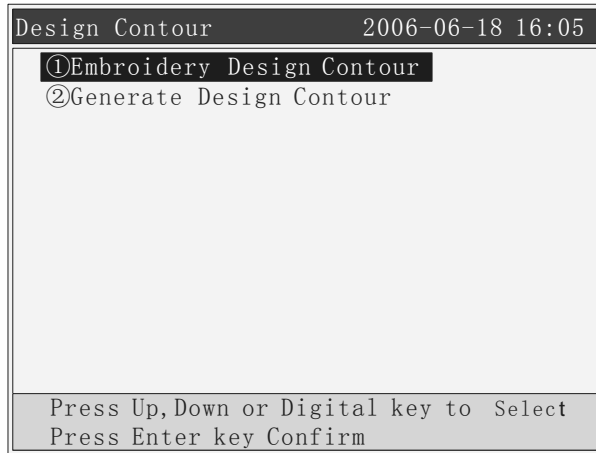 Design Contour 2006-06-18 16:05
①Embroidery Design Contour
②Generate Design Contour
Press Up,Down or Digital key to Select
Press Enter key Confirm